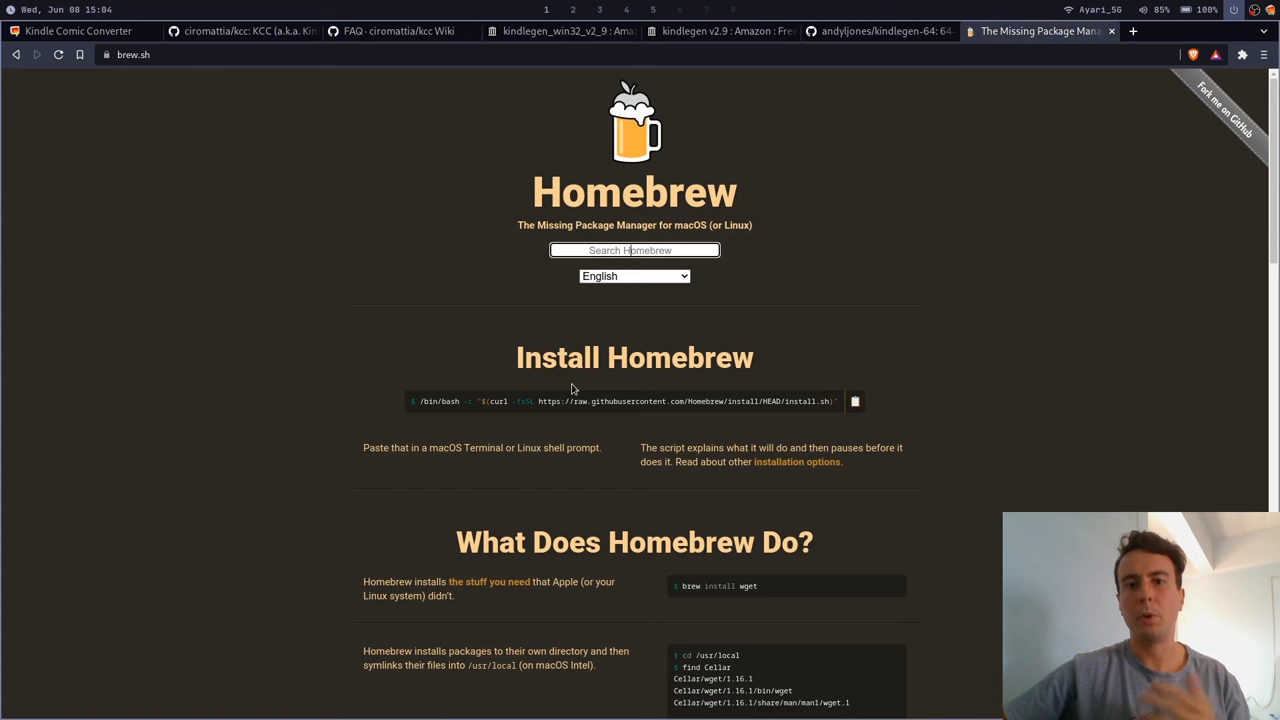 Wed, Jun 08 15:04
1 2 3 4 5 6 7 8
Ayari_5G 85% 100%
Kindle Comic Converter
ciromattia/kcc: KCC (a.k.a. Kin
FAQ · ciromattia/kcc Wiki
kindlegen_win32_v2_9 : Amaz
kindlegen v2.9 : Amazon : Free
andyljones/kindlegen-64: 64-
The Missing Package Mana
brew.sh
Fork me on GitHub
Homebrew
The Missing Package Manager for macOS (or Linux)
Search Homebrew
English
Install Homebrew
$ /bin/bash -c "$(curl -fsSL https://raw.githubusercontent.com/Homebrew/install/HEAD/install.sh)"
Paste that in a macOS Terminal or Linux shell prompt.
The script explains what it will do and then pauses before it
does it. Read about other installation options.
What Does Homebrew Do?
Homebrew installs the stuff you need that Apple (or your
Linux system) didn't.
$ brew install wget
Homebrew installs packages to their own directory and then
symlinks their files into /usr/local (on macOS Intel).
$ cd /usr/local
$ find Cellar
Cellar/wget/1.16.1
Cellar/wget/1.16.1/bin/wget
Cellar/wget/1.16.1/share/man/man1/wget.1